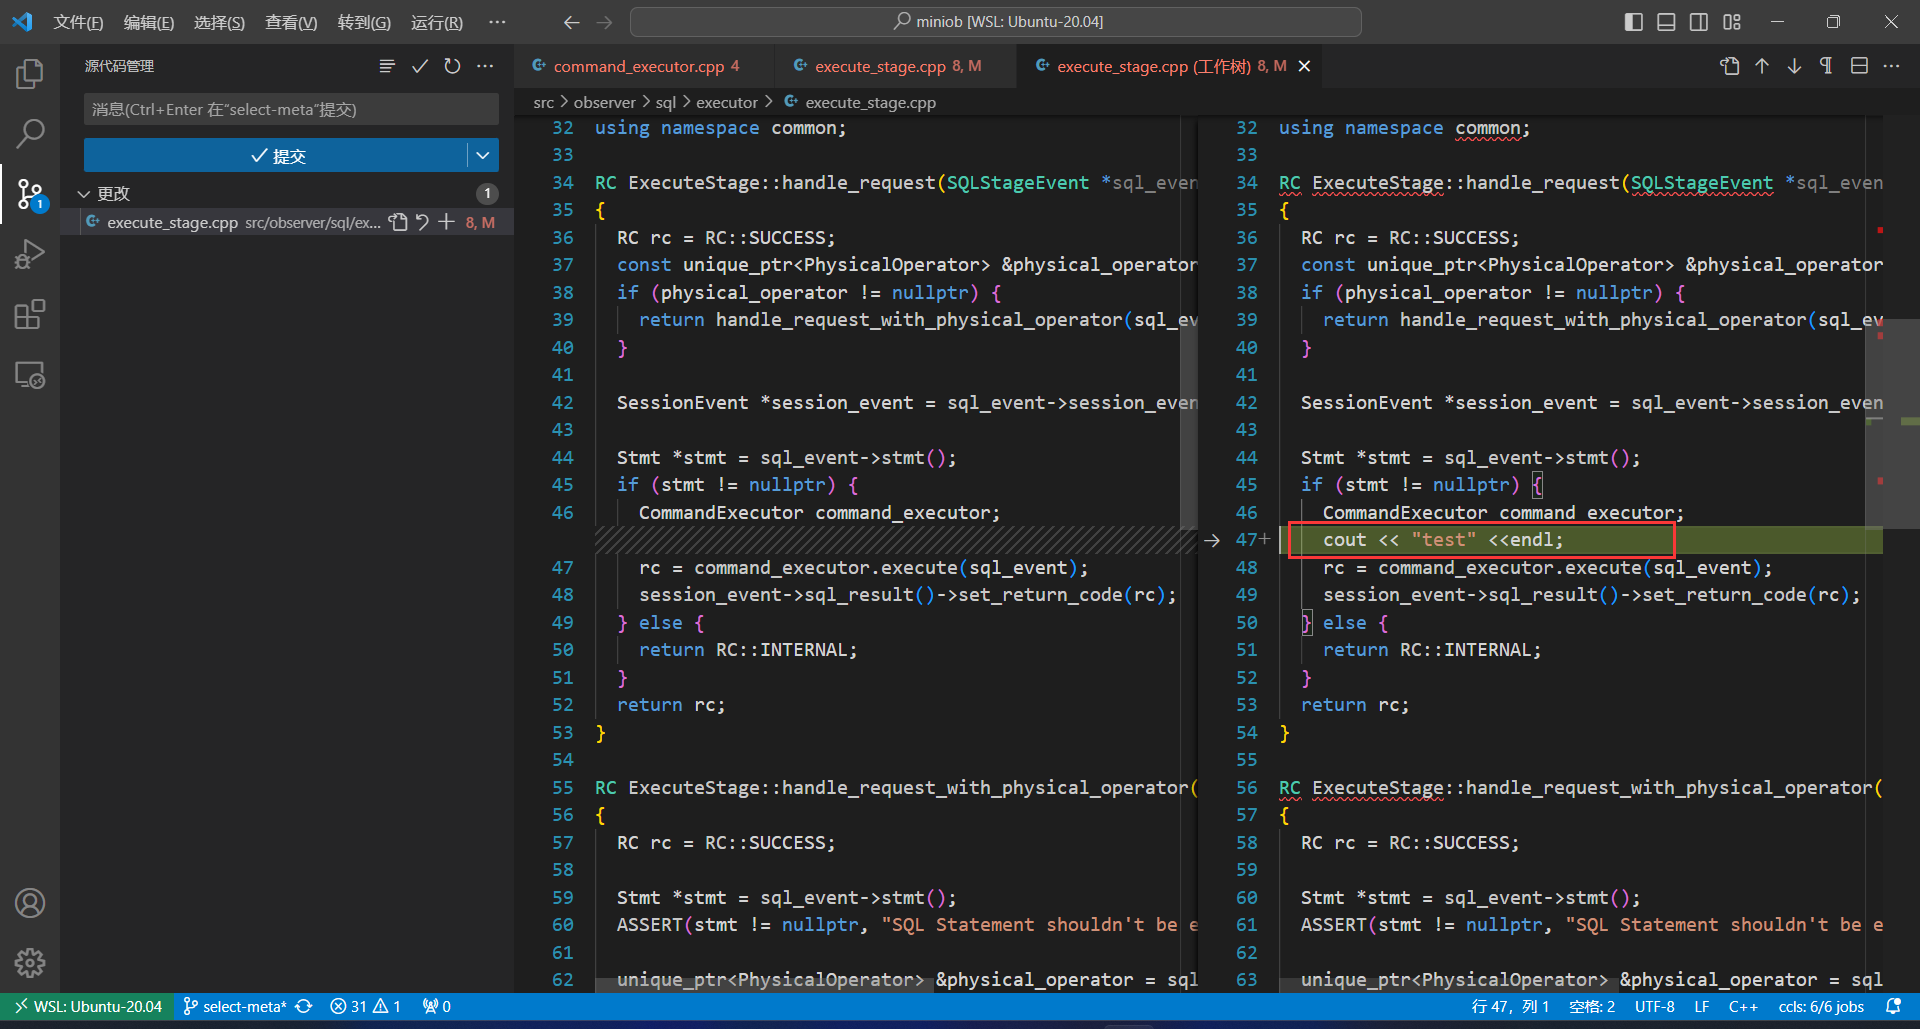 文件(F) 编辑(E) 选择(S) 查看(V) 转到(G) 运行(R) ···
miniob [WSL: Ubuntu-20.04]
源代码管理
command_executor.cpp 4
execute_stage.cpp 8, M
execute_stage.cpp (工作树) 8, M
src > observer > sql > executor > execute_stage.cpp
消息(Ctrl+Enter 在"select-meta"提交)
提交
更改 1
execute_stage.cpp src/observer/sql/ex... 8, M
32 using namespace common;
33
34 RC ExecuteStage::handle_request(SQLStageEvent *sql_even
35 {
36 RC rc = RC::SUCCESS;
37 const unique_ptr<PhysicalOperator> &physical_operator
38 if (physical_operator != nullptr) {
39 return handle_request_with_physical_operator(sql_ev
40 }
41
42 SessionEvent *session_event = sql_event->session_even
43
44 Stmt *stmt = sql_event->stmt();
45 if (stmt != nullptr) {
46 CommandExecutor command_executor;
47 rc = command_executor.execute(sql_event);
48 session_event->sql_result()->set_return_code(rc);
49 } else {
50 return RC::INTERNAL;
51 }
52 return rc;
53 }
54
55 RC ExecuteStage::handle_request_with_physical_operator(
56 {
57 RC rc = RC::SUCCESS;
58
59 Stmt *stmt = sql_event->stmt();
60 ASSERT(stmt != nullptr, "SQL Statement shouldn't be e
61
62 unique_ptr<PhysicalOperator> &physical_operator = sql
32 using namespace common;
33
34 RC ExecuteStage::handle_request(SQLStageEvent *sql_even
35 {
36 RC rc = RC::SUCCESS;
37 const unique_ptr<PhysicalOperator> &physical_operator
38 if (physical_operator != nullptr) {
39 return handle_request_with_physical_operator(sql_ev
40 }
41
42 SessionEvent *session_event = sql_event->session_even
43
44 Stmt *stmt = sql_event->stmt();
45 if (stmt != nullptr) {
46 CommandExecutor command_executor;
47+ cout << "test" <<endl;
48 rc = command_executor.execute(sql_event);
49 session_event->sql_result()->set_return_code(rc);
50 } else {
51 return RC::INTERNAL;
52 }
53 return rc;
54 }
55
56 RC ExecuteStage::handle_request_with_physical_operator(
57 {
58 RC rc = RC::SUCCESS;
59
60 Stmt *stmt = sql_event->stmt();
61 ASSERT(stmt != nullptr, "SQL Statement shouldn't be e
62
63 unique_ptr<PhysicalOperator> &physical_operator = sql
WSL: Ubuntu-20.04 select-meta* 31 1 0 行 47, 列 1 空格: 2 UTF-8 LF C++ ccls: 6/6 jobs